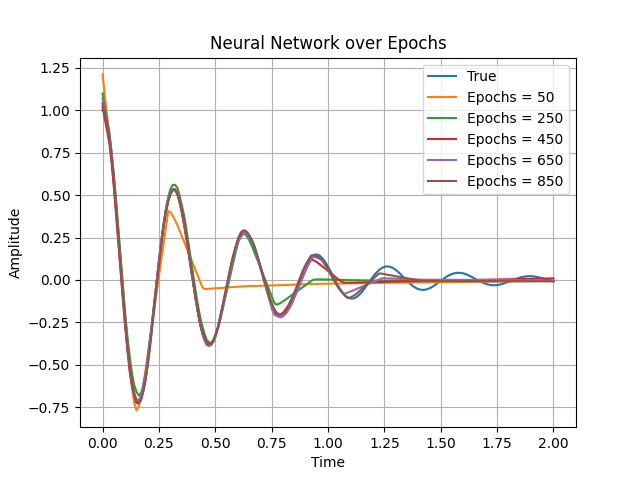 Neural Network over Epochs
True
Epochs = 50
Epochs = 250
Epochs = 450
Epochs = 650
Epochs = 850
1.25
1.00
0.75
0.50
0.25
0.00
−0.25
−0.50
−0.75
Amplitude
0.00 0.25 0.50 0.75 1.00 1.25 1.50 1.75 2.00
Time